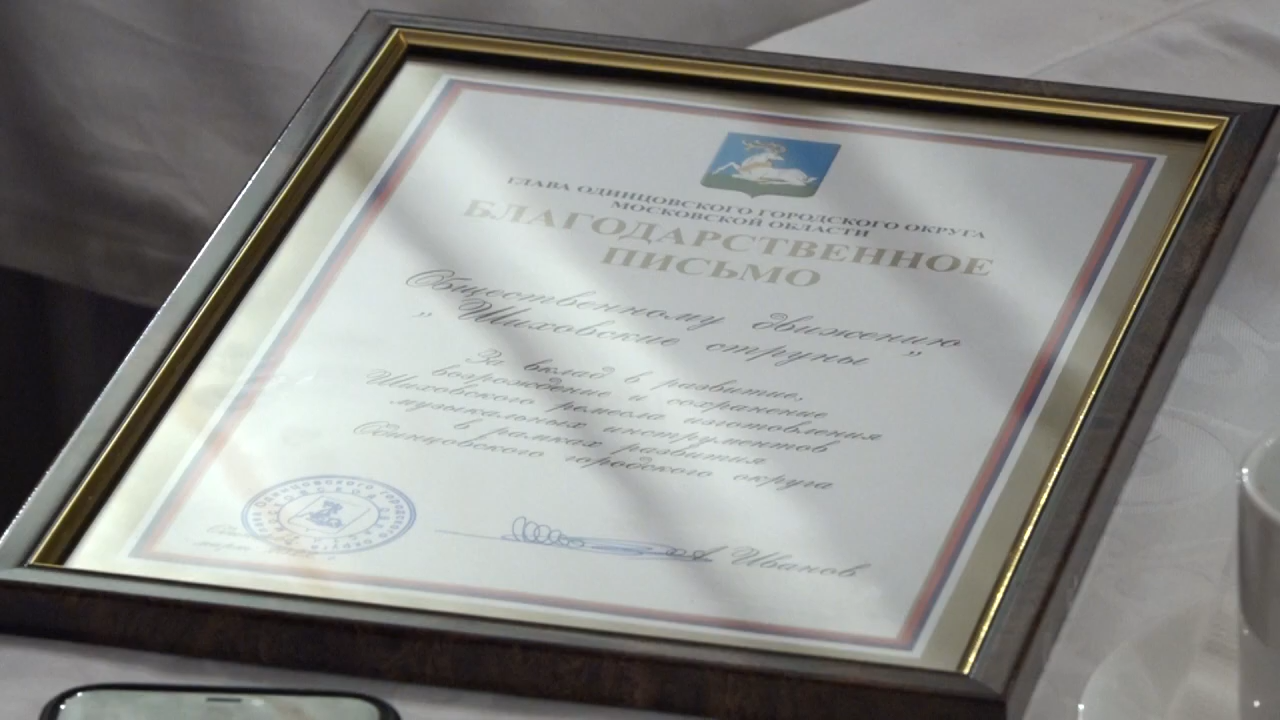 ГЛАВА ОДИНЦОВСКОГО ГОРОДСКОГО ОКРУГА
МОСКОВСКОЙ ОБЛАСТИ
БЛАГОДАРСТВЕННОЕ
ПИСЬМО
Общественному движению
„ Шиховские струны ”
За вклад в развитие,
возрождение и сохранение
Шиховского ремесла изготовления
музыкальных инструментов
в рамках развития
Одинцовского городского округа
А Иванов